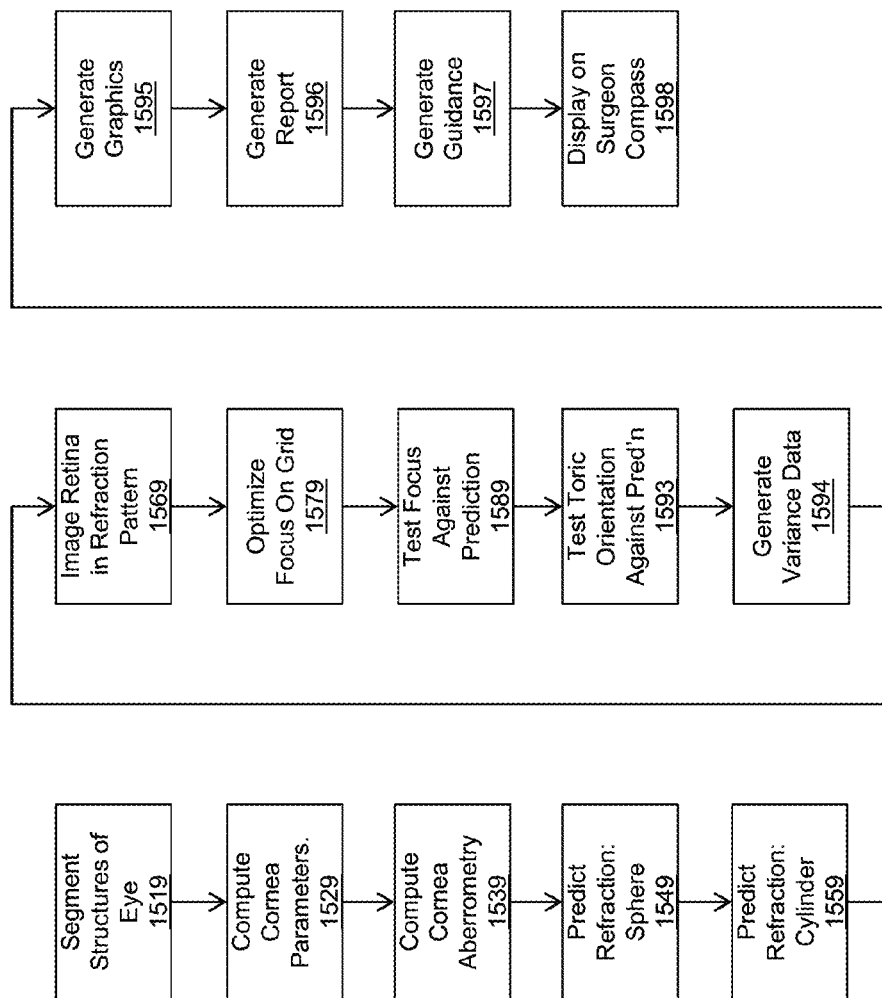 Segment
Structures of
Eye
1519
Compute
Cornea
Parameters.
1529
Compute
Cornea
Aberrometry
1539
Predict
Refraction:
Sphere
1549
Predict
Refraction:
Cylinder
1559
Image Retina
in Refraction
Pattern
1569
Optimize
Focus On Grid
1579
Test Focus
Against
Prediction
1589
Test Toric
Orientation
Against Pred'n
1593
Generate
Variance Data
1594
Generate
Graphics
1595
Generate
Report
1596
Generate
Guidance
1597
Display on
Surgeon
Compass
1598